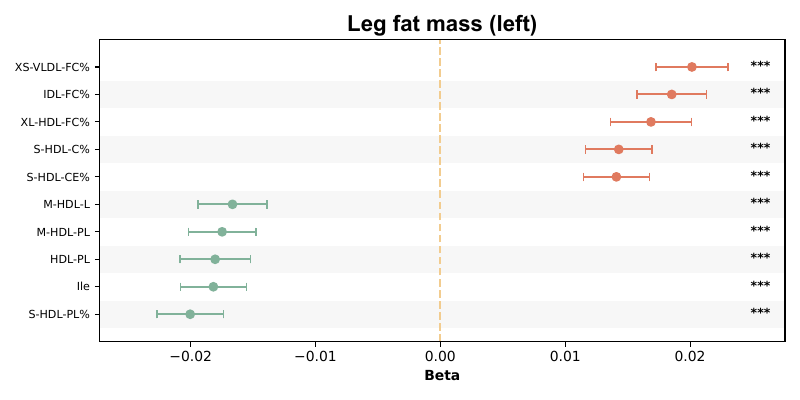 Leg fat mass (left)
XS-VLDL-FC% ***
IDL-FC% ***
XL-HDL-FC% ***
S-HDL-C% ***
S-HDL-CE% ***
M-HDL-L ***
M-HDL-PL ***
HDL-PL ***
Ile ***
S-HDL-PL% ***
−0.02 −0.01 0.00 0.01 0.02
Beta